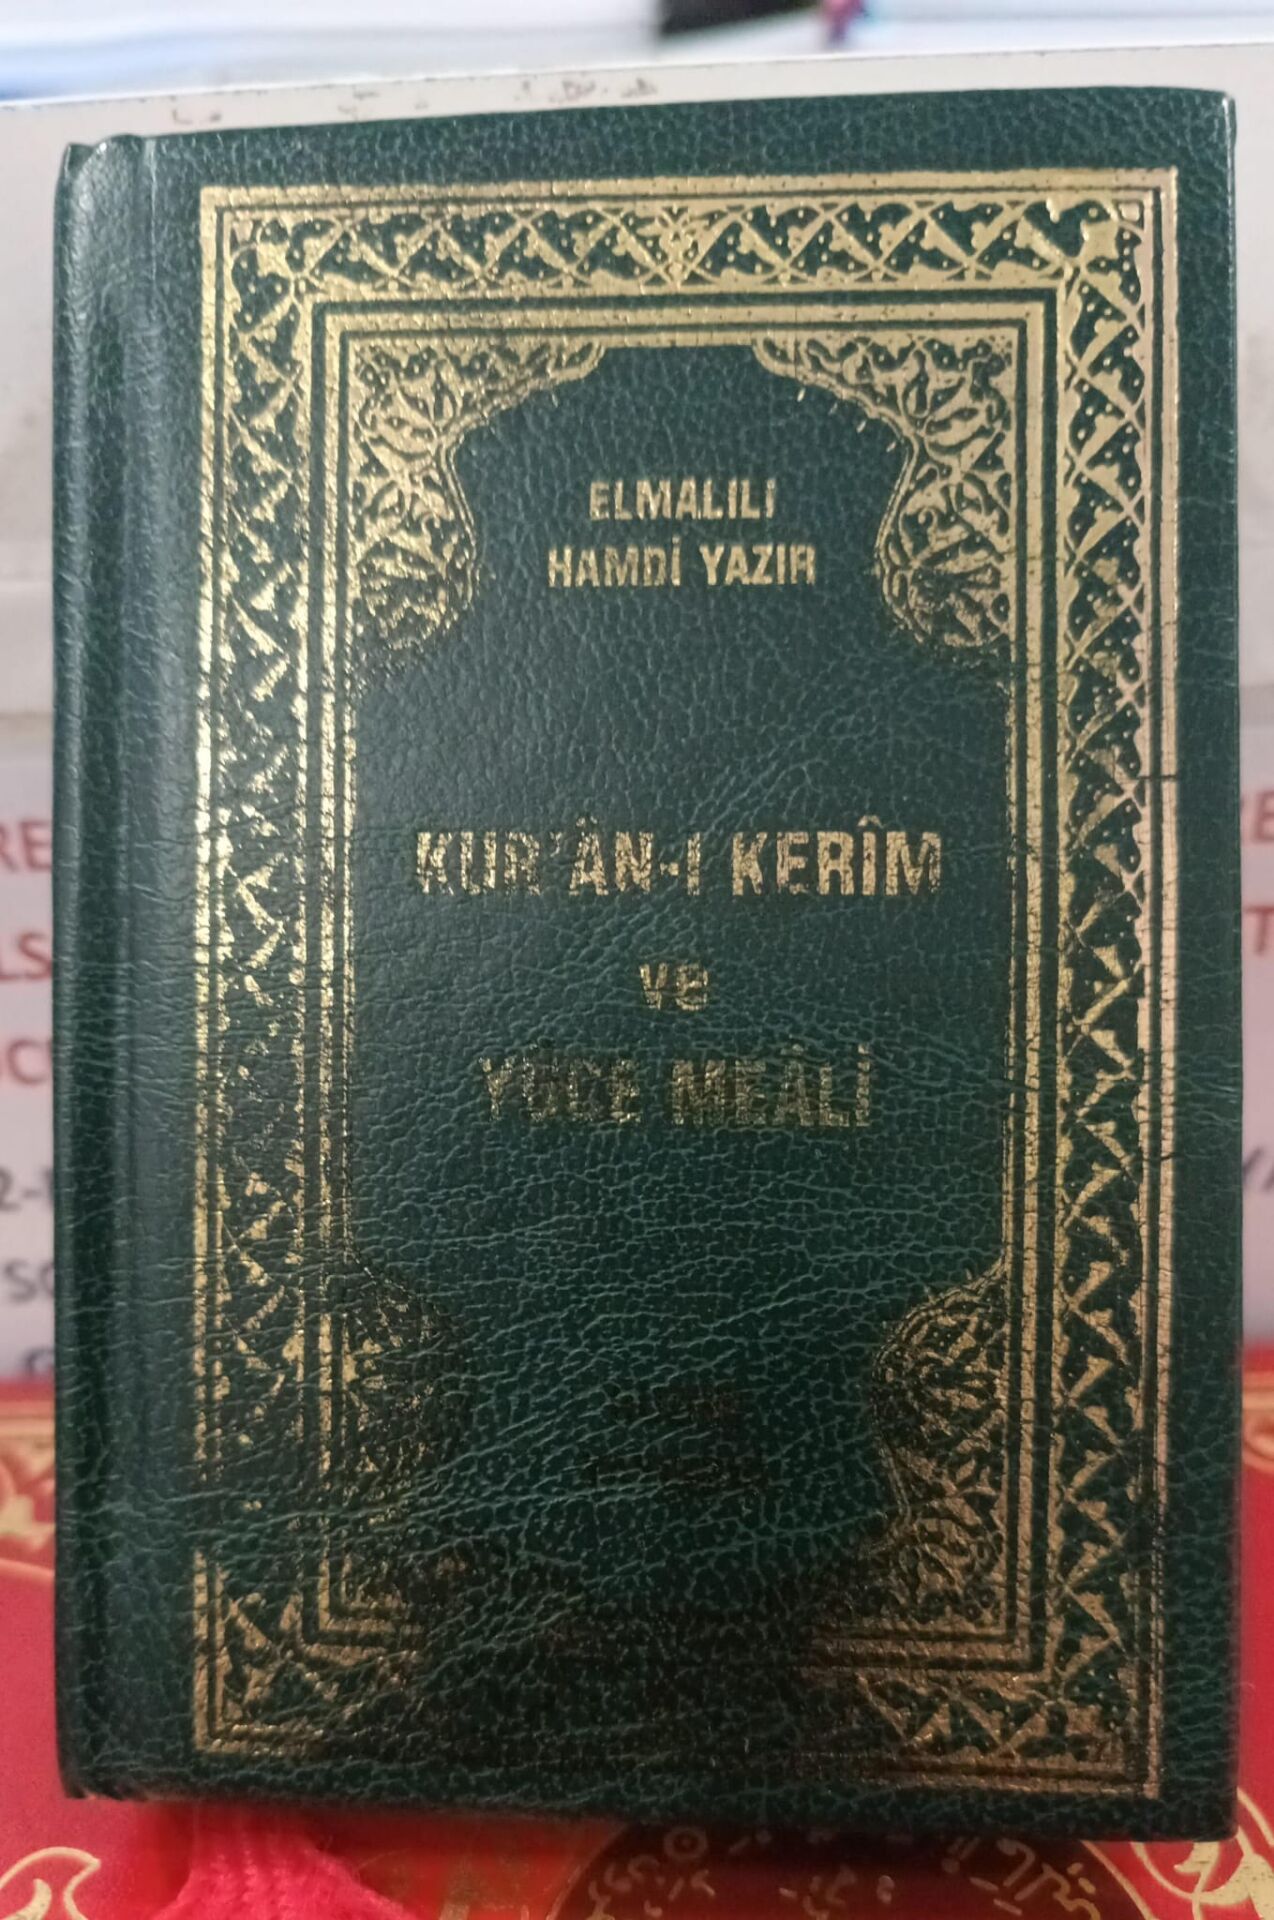 ELMALILI
HAMDİ YAZIR
KUR'ÂN-I KERÎM
ve
YÜCE MEÂLİ